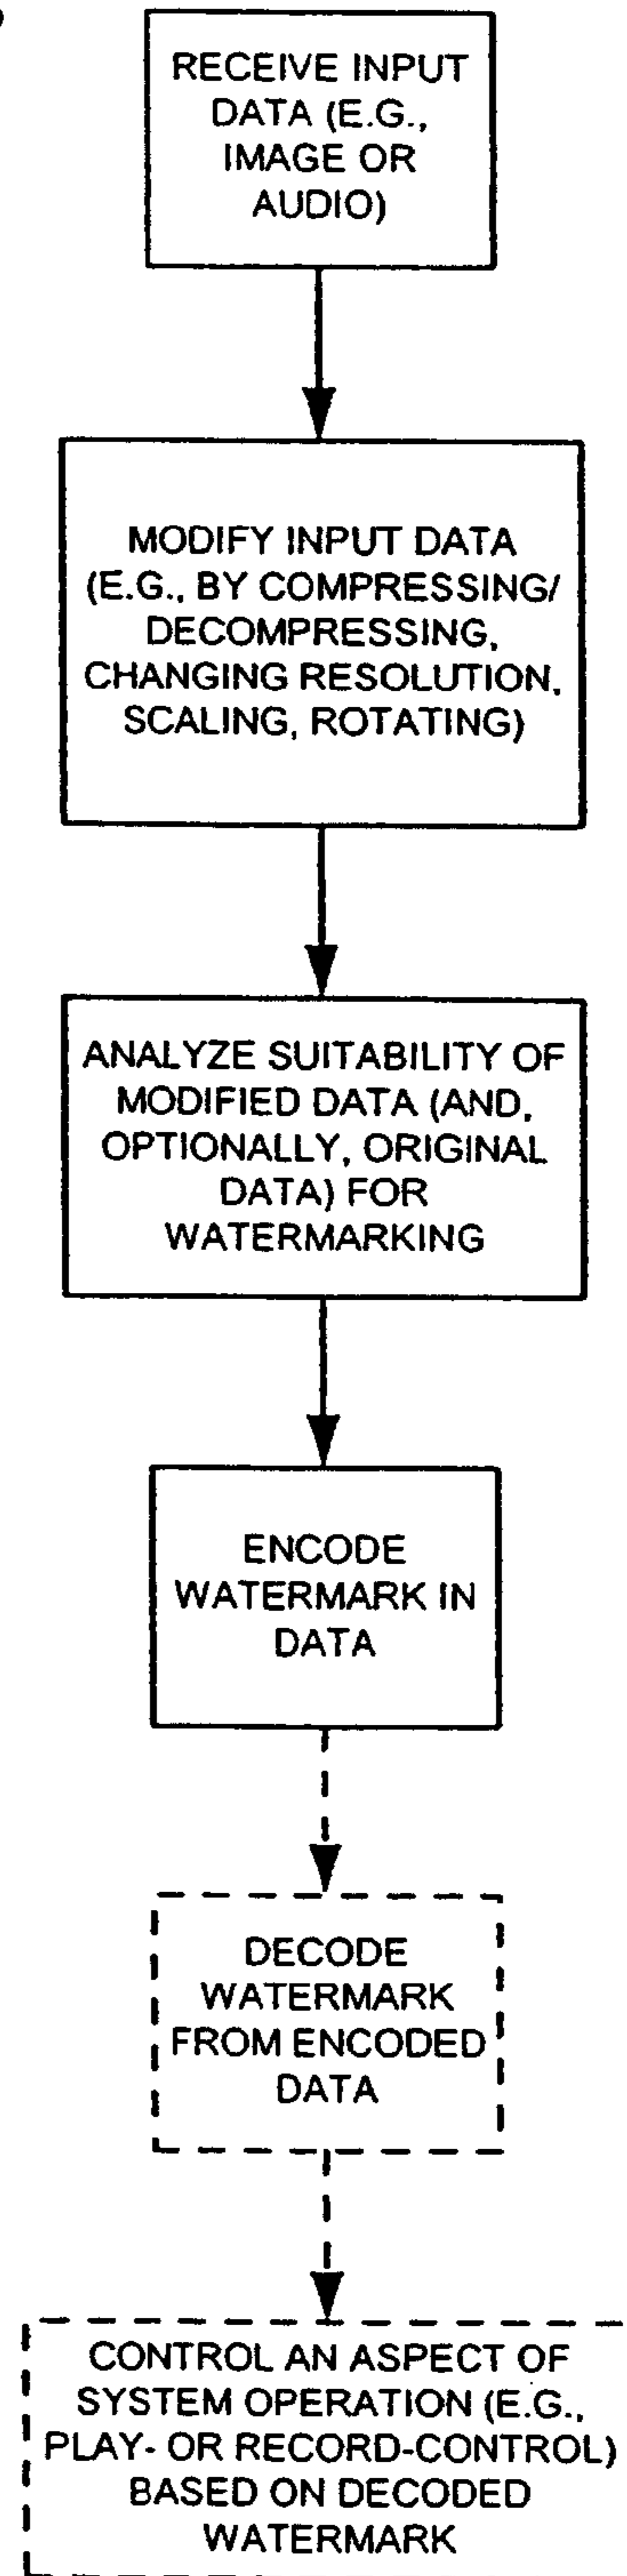 RECEIVE INPUT
DATA (E.G.,
IMAGE OR
AUDIO)
MODIFY INPUT DATA
(E.G., BY COMPRESSING/
DECOMPRESSING,
CHANGING RESOLUTION,
SCALING, ROTATING)
ANALYZE SUITABILITY OF
MODIFIED DATA (AND,
OPTIONALLY, ORIGINAL
DATA) FOR
WATERMARKING
ENCODE
WATERMARK IN
DATA
DECODE
WATERMARK
FROM ENCODED
DATA
CONTROL AN ASPECT OF
SYSTEM OPERATION (E.G.,
PLAY- OR RECORD-CONTROL)
BASED ON DECODED
WATERMARK